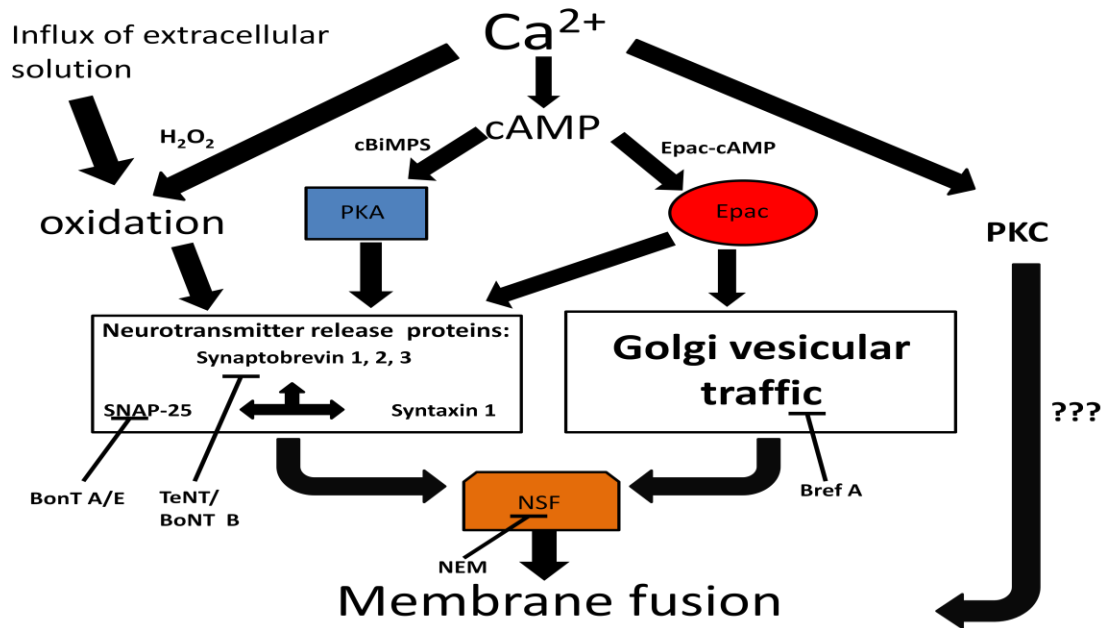 Influx of extracellular
solution
Ca²⁺
H₂O₂
cBiMPS
cAMP
Epac-cAMP
oxidation
PKA
Epac
PKC
Neurotransmitter release proteins:
Synaptobrevin 1, 2, 3
SNAP-25
Syntaxin 1
Golgi vesicular
traffic
???
BonT A/E
TeNT/
BoNT B
NSF
Bref A
NEM
Membrane fusion